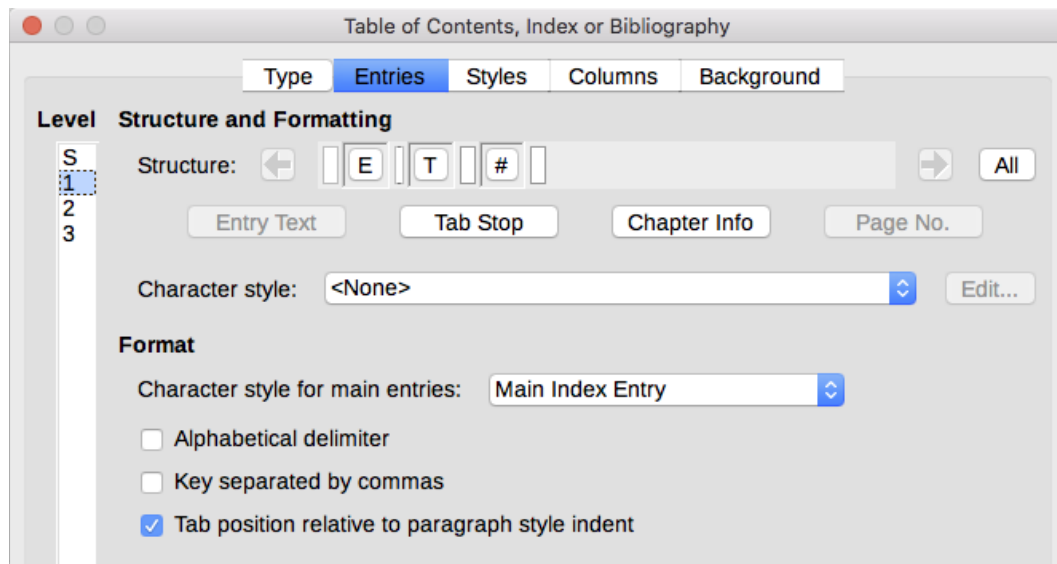 Table of Contents, Index or Bibliography
Type Entries Styles Columns Background
Level Structure and Formatting
S
1
2
3
Structure: E T # All
Entry Text Tab Stop Chapter Info Page No.
Character style: <None> Edit...
Format
Character style for main entries: Main Index Entry
Alphabetical delimiter
Key separated by commas
Tab position relative to paragraph style indent